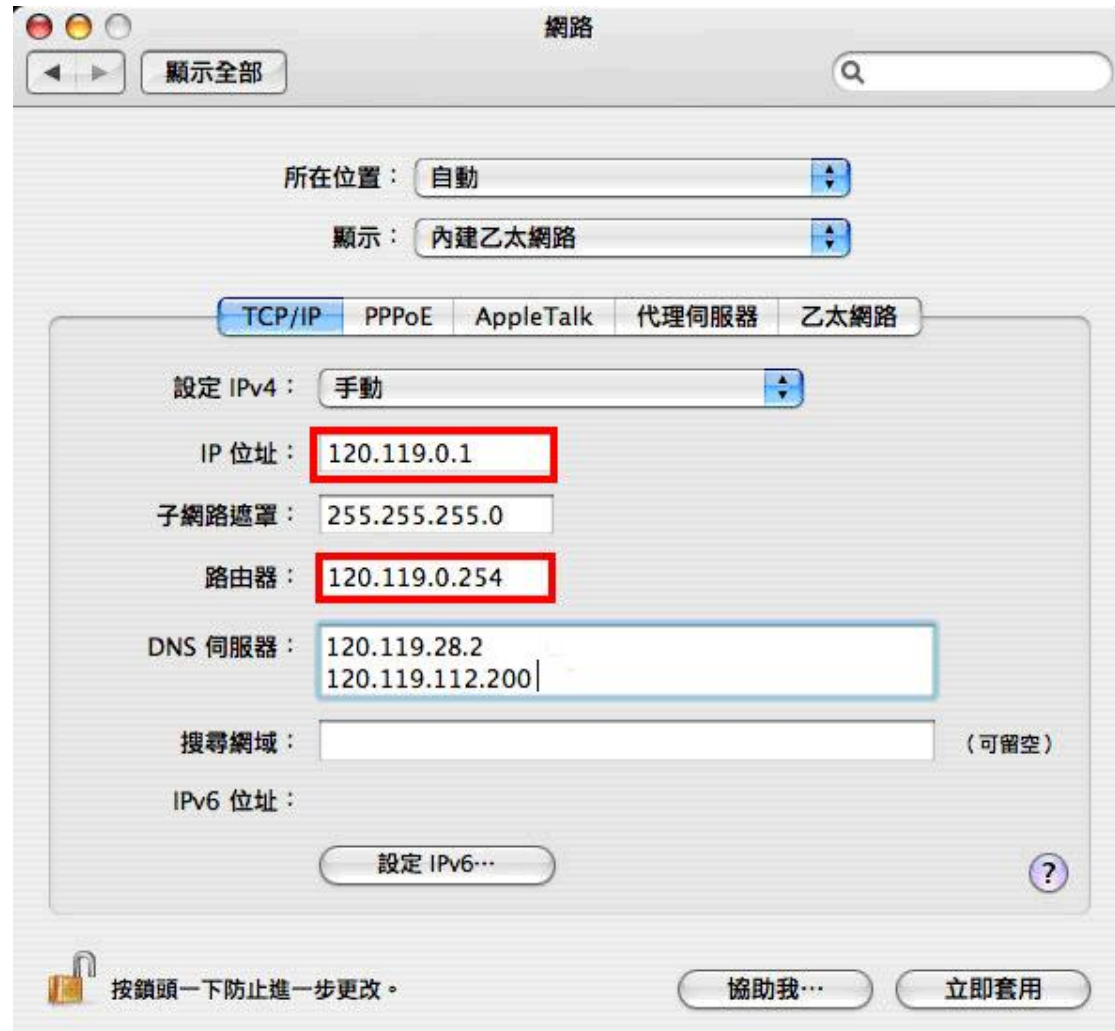 網路
顯示全部
所在位置： 自動
顯示： 內建乙太網路
TCP/IP PPPoE AppleTalk 代理伺服器 乙太網路
設定 IPv4： 手動
IP 位址： 120.119.0.1
子網路遮罩： 255.255.255.0
路由器： 120.119.0.254
DNS 伺服器： 120.119.28.2
120.119.112.200
搜尋網域： （可留空）
IPv6 位址：
設定 IPv6…
?
按鎖頭一下防止進一步更改。 協助我… 立即套用